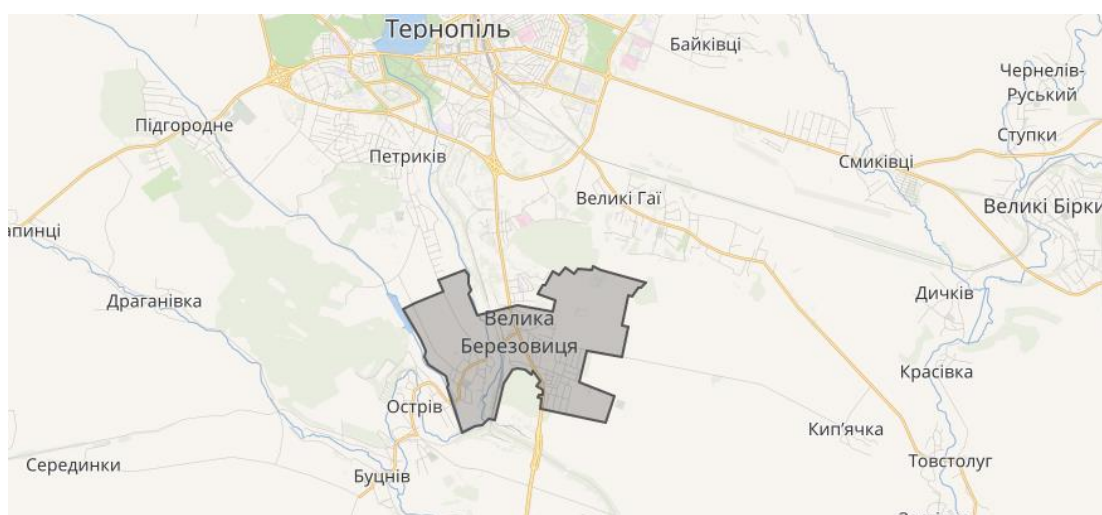 Тернопіль
Байківці
Чернелів-
Руський
Підгородне
Ступки
Петриків
Смиківці
Великі Гаї
Великі Бірки
апинці
Драганівка
Дичків
Велика
Березовиця
Красівка
Острів
Кип’ячка
Серединки
Товстолуг
Буцнів